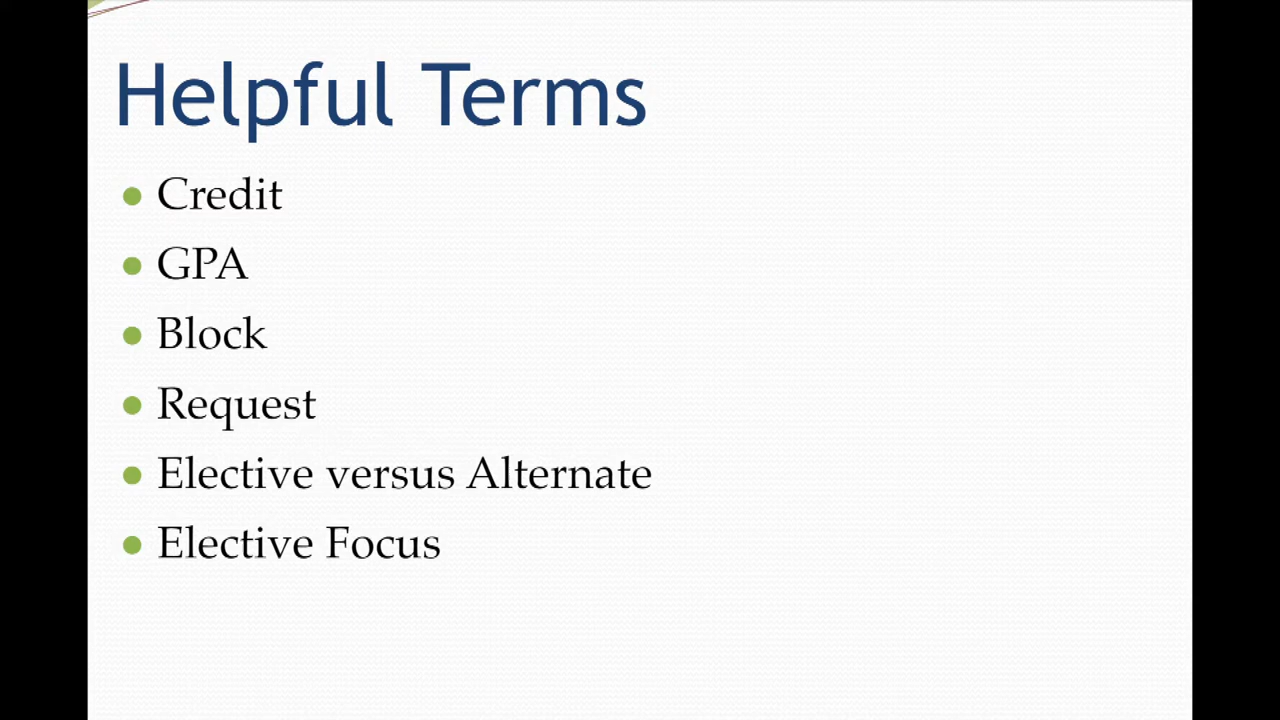 Helpful Terms
Credit
GPA
Block
Request
Elective versus Alternate
Elective Focus